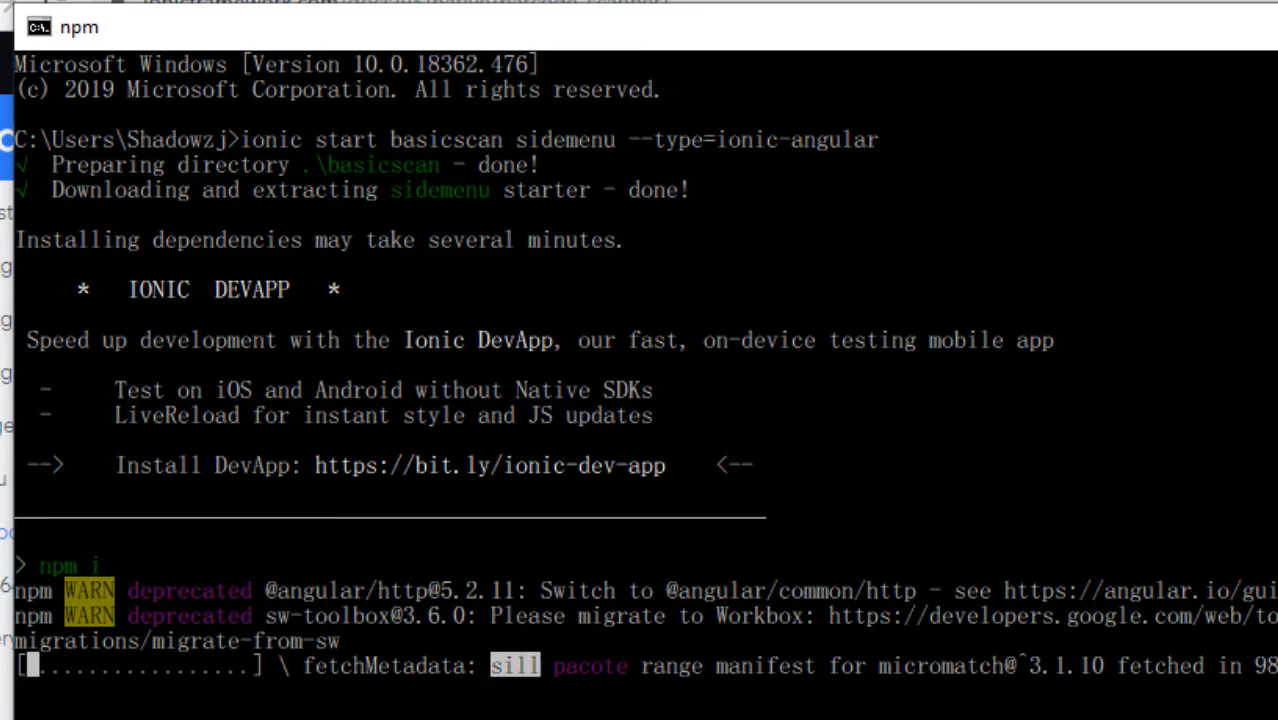 npm
Microsoft Windows [Version 10.0.18362.476]
(c) 2019 Microsoft Corporation. All rights reserved.
C:\Users\Shadowzj>ionic start basicscan sidemenu --type=ionic-angular
√ Preparing directory .\basicscan - done!
√ Downloading and extracting sidemenu starter - done!
Installing dependencies may take several minutes.
* IONIC DEVAPP *
Speed up development with the Ionic DevApp, our fast, on-device testing mobile app
- Test on iOS and Android without Native SDKs
- LiveReload for instant style and JS updates
--> Install DevApp: https://bit.ly/ionic-dev-app <--
> npm i
npm WARN deprecated @angular/http@5.2.11: Switch to @angular/common/http - see https://angular.io/gui
npm WARN deprecated sw-toolbox@3.6.0: Please migrate to Workbox: https://developers.google.com/web/to
migrations/migrate-from-sw
[.................] \ fetchMetadata: sill pacote range manifest for micromatch@^3.1.10 fetched in 98